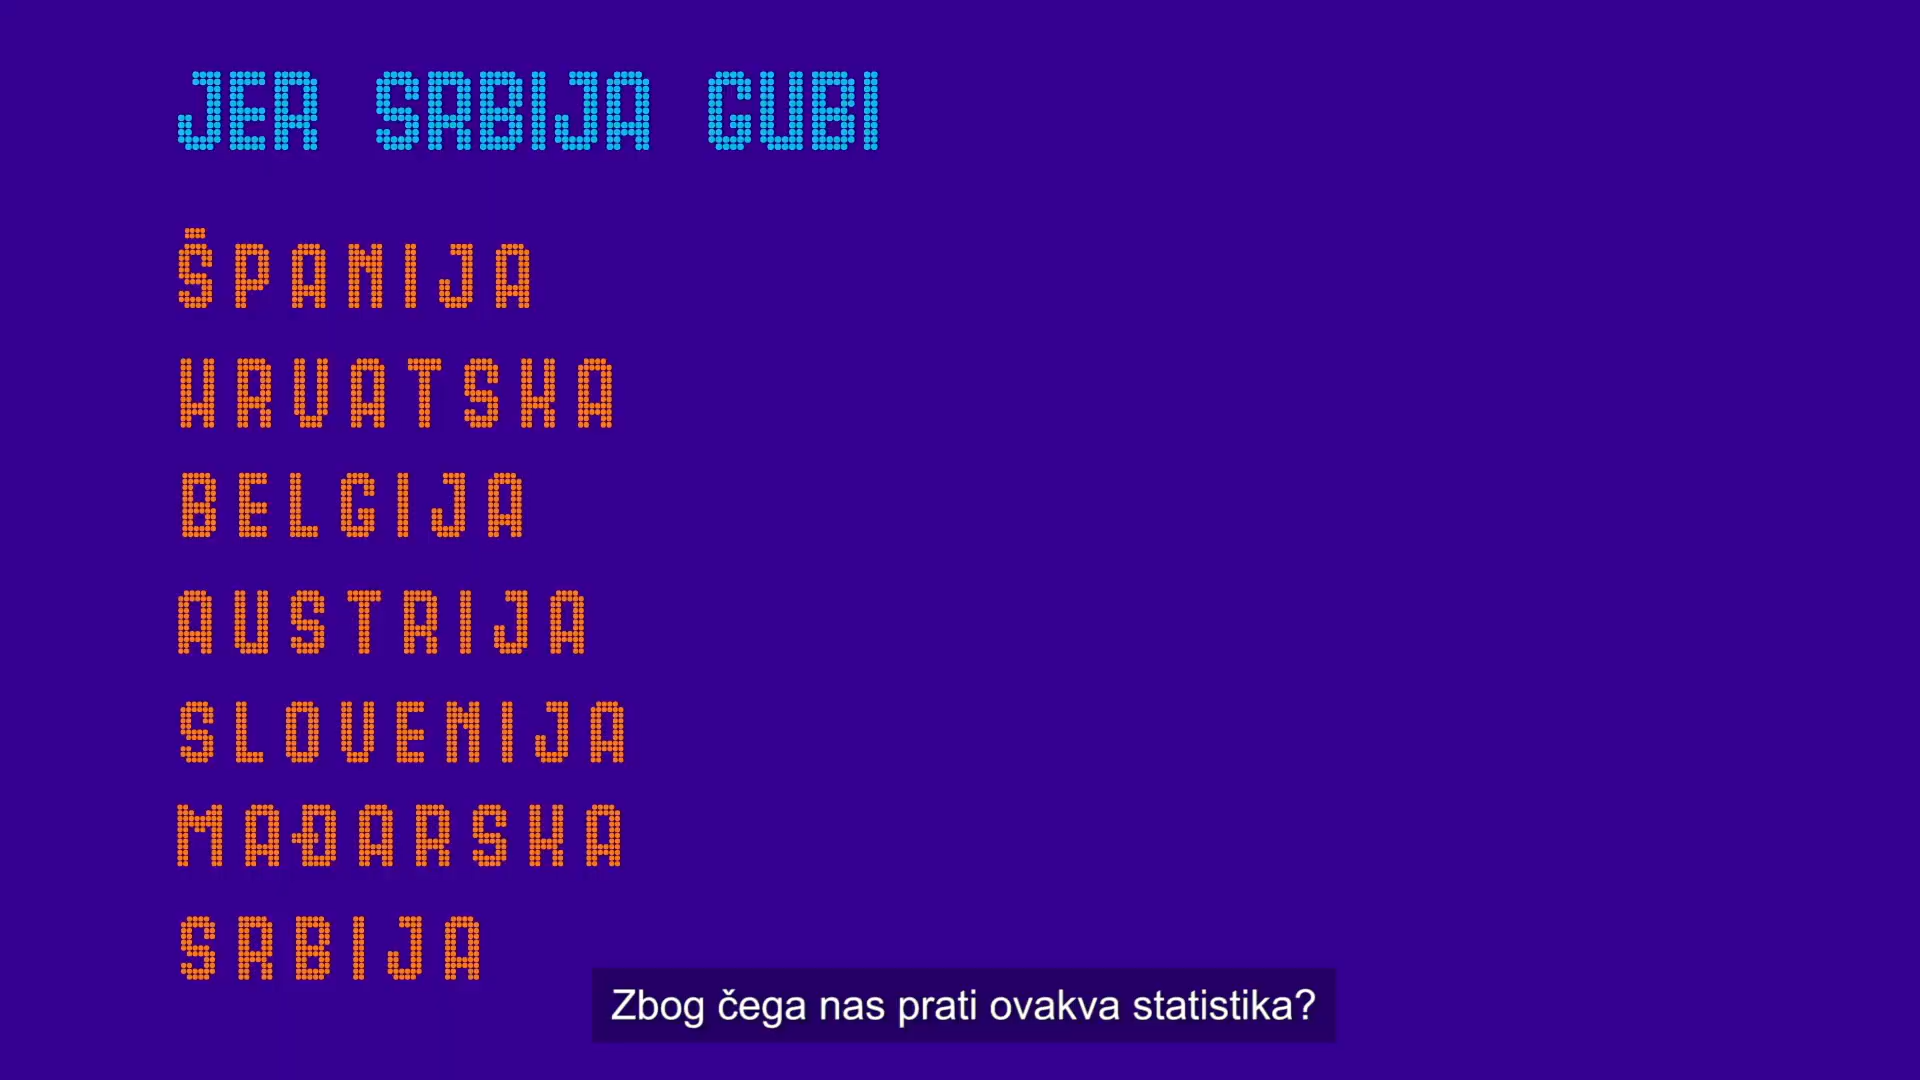 JER SRBIJA GUBI
ŠPANIJA
HRVATSKA
BELGIJA
AUSTRIJA
SLOVENIJA
MAĐARSKA
SRBIJA
Zbog čega nas prati ovakva statistika?